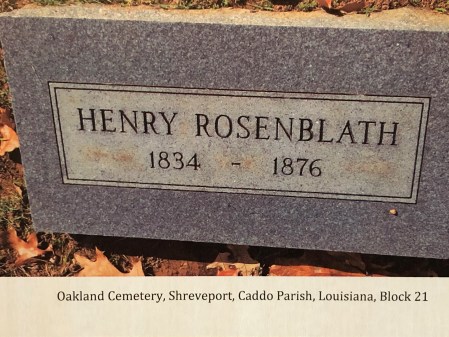 HENRY ROSENBLATH
1834 - 1876
Oakland Cemetery, Shreveport, Caddo Parish, Louisiana, Block 21